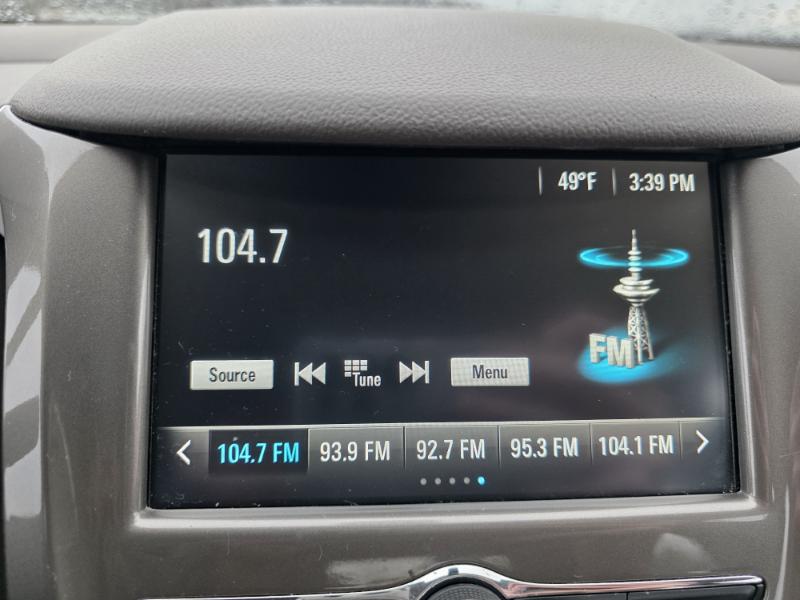 49°F 3:39 PM
104.7
FM
Source Tune Menu
104.7 FM 93.9 FM 92.7 FM 95.3 FM 104.1 FM